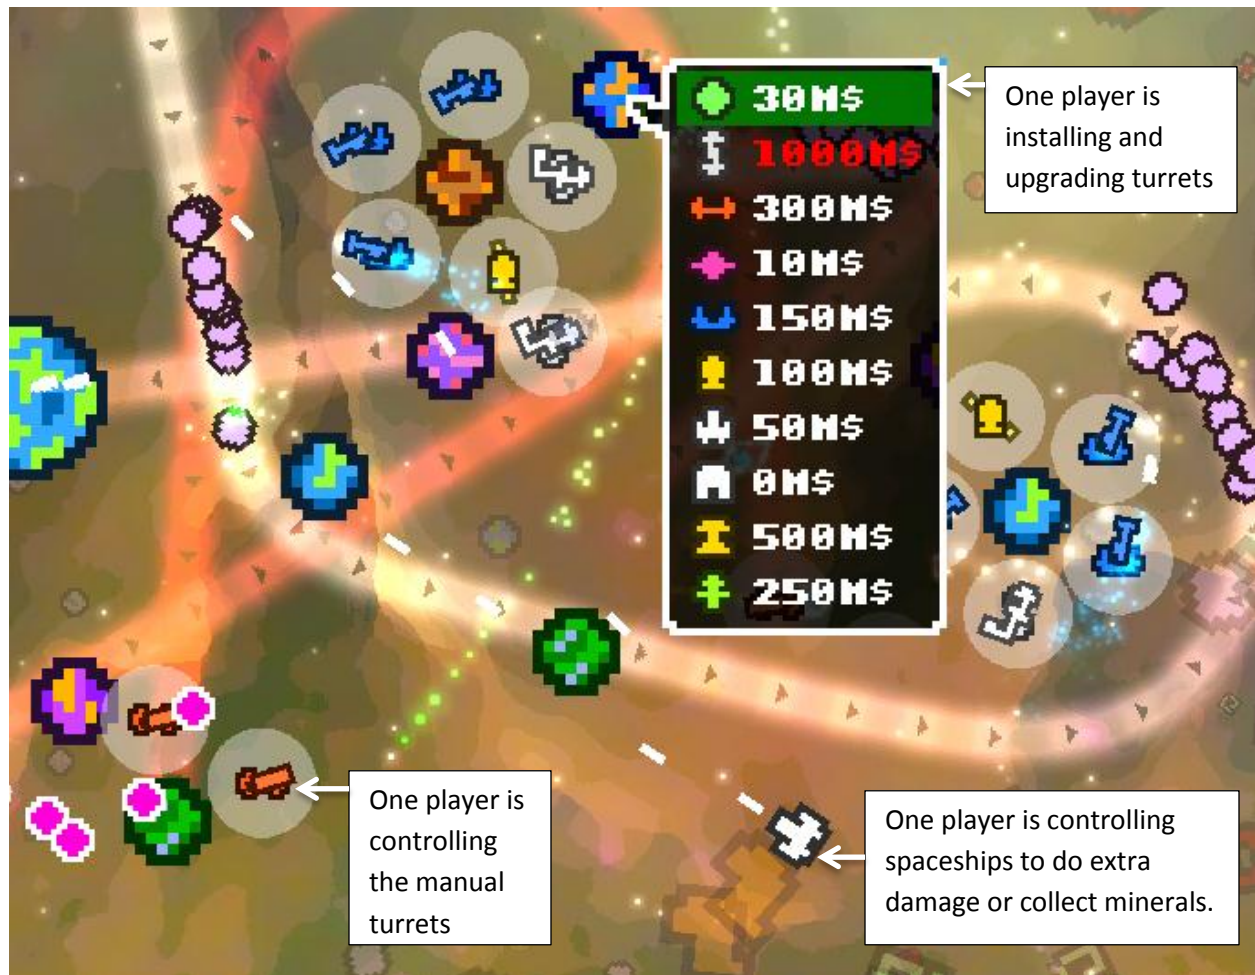 30M$
1000M$
300M$
10M$
150M$
100M$
50M$
0M$
500M$
250M$
One player is
installing and
upgrading turrets
One player is
controlling
the manual
turrets
One player is controlling
spaceships to do extra
damage or collect minerals.